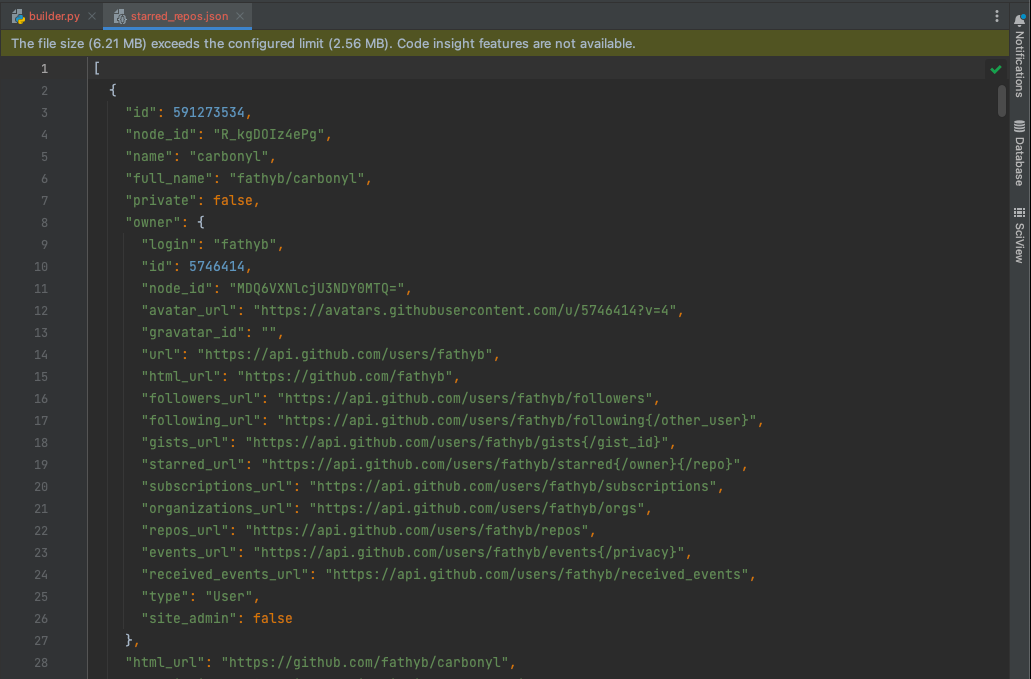 builder.py
starred_repos.json
The file size (6.21 MB) exceeds the configured limit (2.56 MB). Code insight features are not available.
1 [
2 {
3 "id": 591273534,
4 "node_id": "R_kgDOIz4ePg",
5 "name": "carbonyl",
6 "full_name": "fathyb/carbonyl",
7 "private": false,
8 "owner": {
9 "login": "fathyb",
10 "id": 5746414,
11 "node_id": "MDQ6VXNlcjU3NDY0MTQ=",
12 "avatar_url": "https://avatars.githubusercontent.com/u/5746414?v=4",
13 "gravatar_id": "",
14 "url": "https://api.github.com/users/fathyb",
15 "html_url": "https://github.com/fathyb",
16 "followers_url": "https://api.github.com/users/fathyb/followers",
17 "following_url": "https://api.github.com/users/fathyb/following{/other_user}",
18 "gists_url": "https://api.github.com/users/fathyb/gists{/gist_id}",
19 "starred_url": "https://api.github.com/users/fathyb/starred{/owner}{/repo}",
20 "subscriptions_url": "https://api.github.com/users/fathyb/subscriptions",
21 "organizations_url": "https://api.github.com/users/fathyb/orgs",
22 "repos_url": "https://api.github.com/users/fathyb/repos",
23 "events_url": "https://api.github.com/users/fathyb/events{/privacy}",
24 "received_events_url": "https://api.github.com/users/fathyb/received_events",
25 "type": "User",
26 "site_admin": false
27 },
28 "html_url": "https://github.com/fathyb/carbonyl",
Notifications
Database
SciView